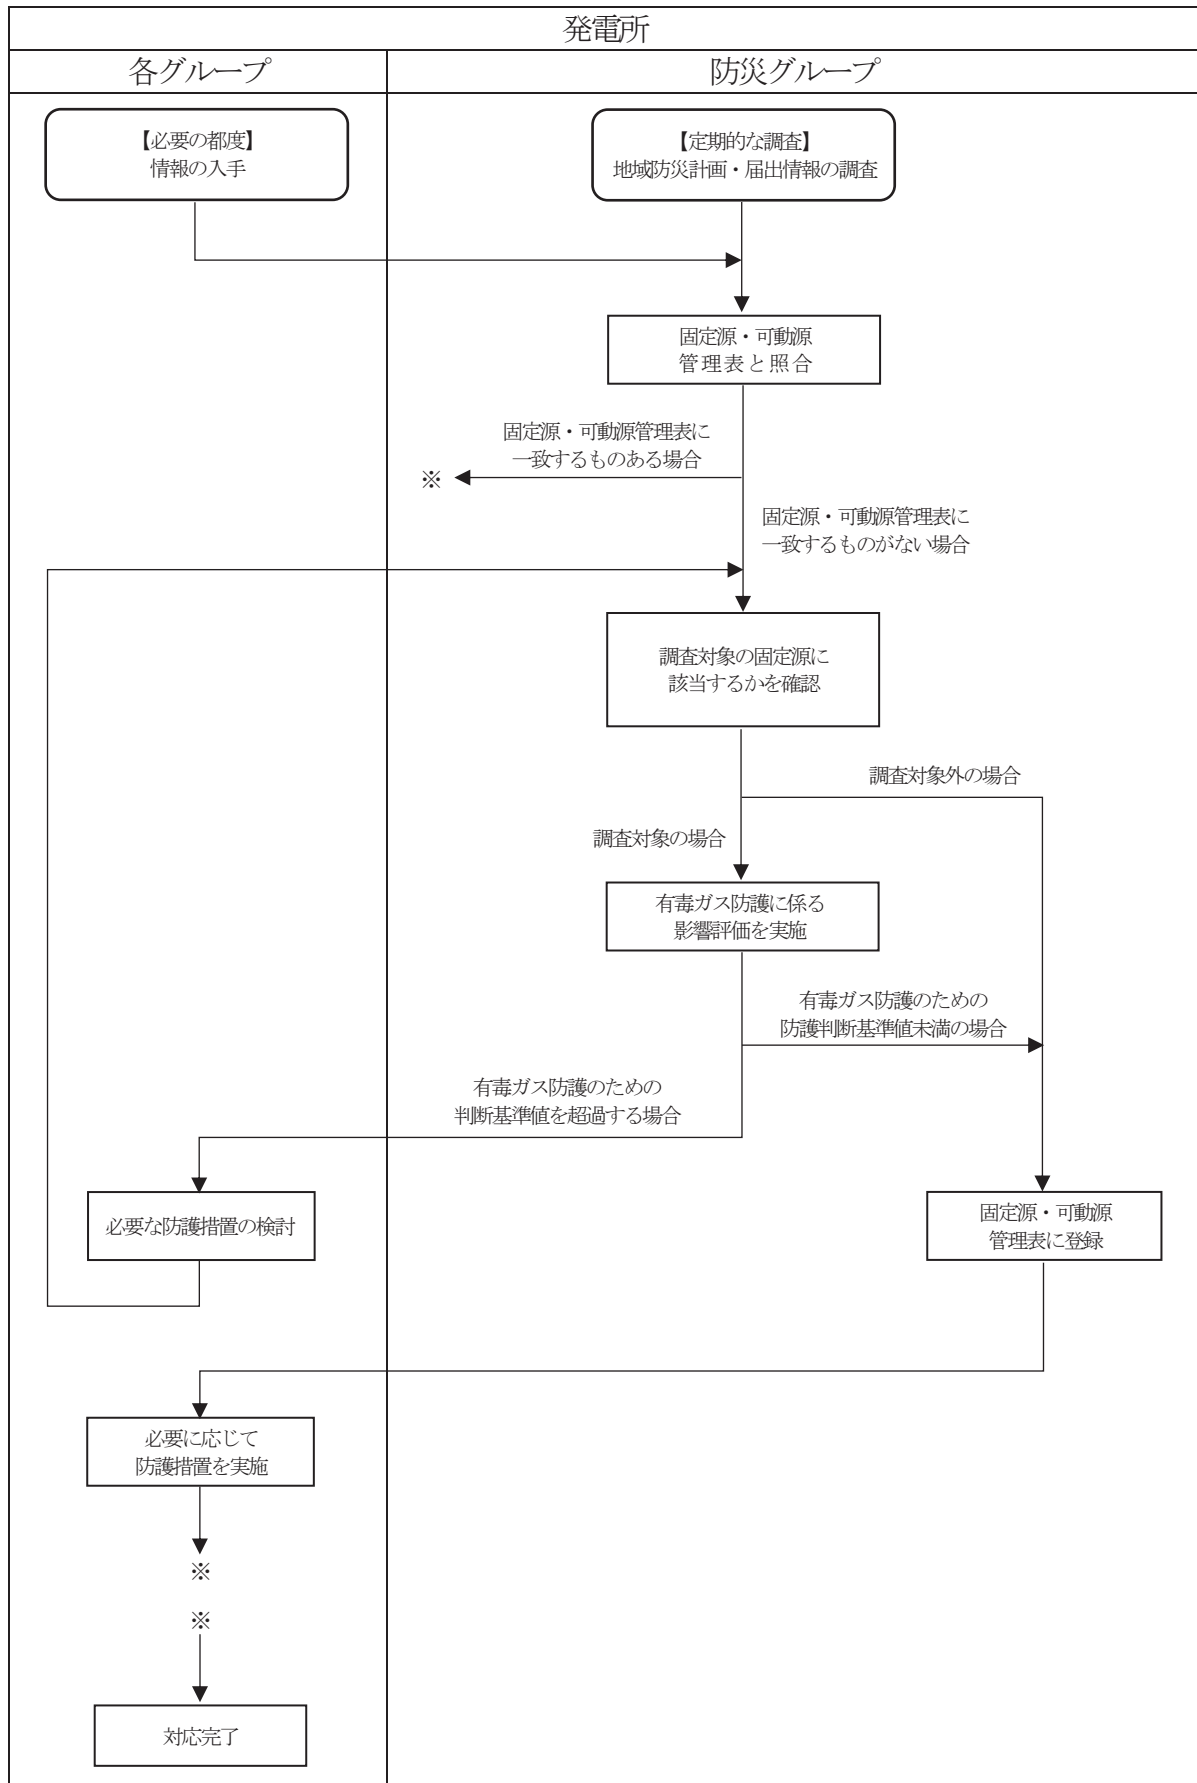 発電所
各グループ
防災グループ
【必要の都度】
情報の入手
【定期的な調査】
地域防災計画・届出情報の調査
固定源・可動源
管理表と照合
固定源・可動源管理表に
一致するものある場合
※
固定源・可動源管理表に
一致するものがない場合
調査対象の固定源に
該当するかを確認
調査対象外の場合
調査対象の場合
有毒ガス防護に係る
影響評価を実施
有毒ガス防護のための
防護判断基準値未満の場合
有毒ガス防護のための
判断基準値を超過する場合
必要な防護措置の検討
固定源・可動源
管理表に登録
必要に応じて
防護措置を実施
※
※
対応完了